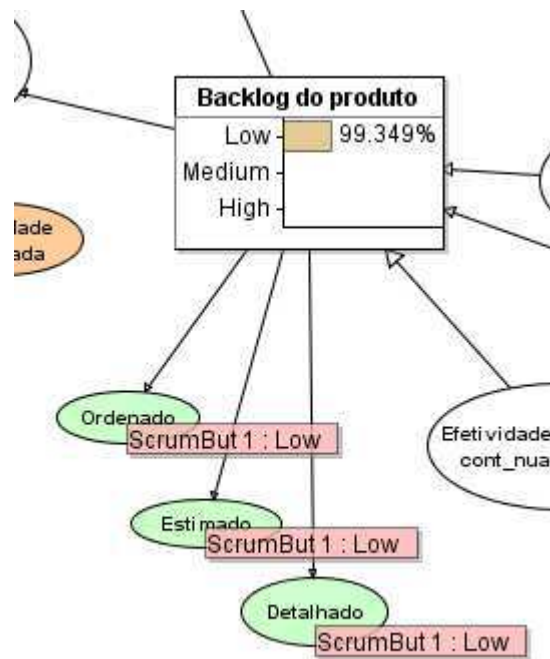 Backlog do produto
Low
99.349%
Medium
High
lade
ada
Ordenado
ScrumBut 1 : Low
Efetividade
cont_nua
Estimado
ScrumBut 1 : Low
Detalhado
ScrumBut 1 : Low